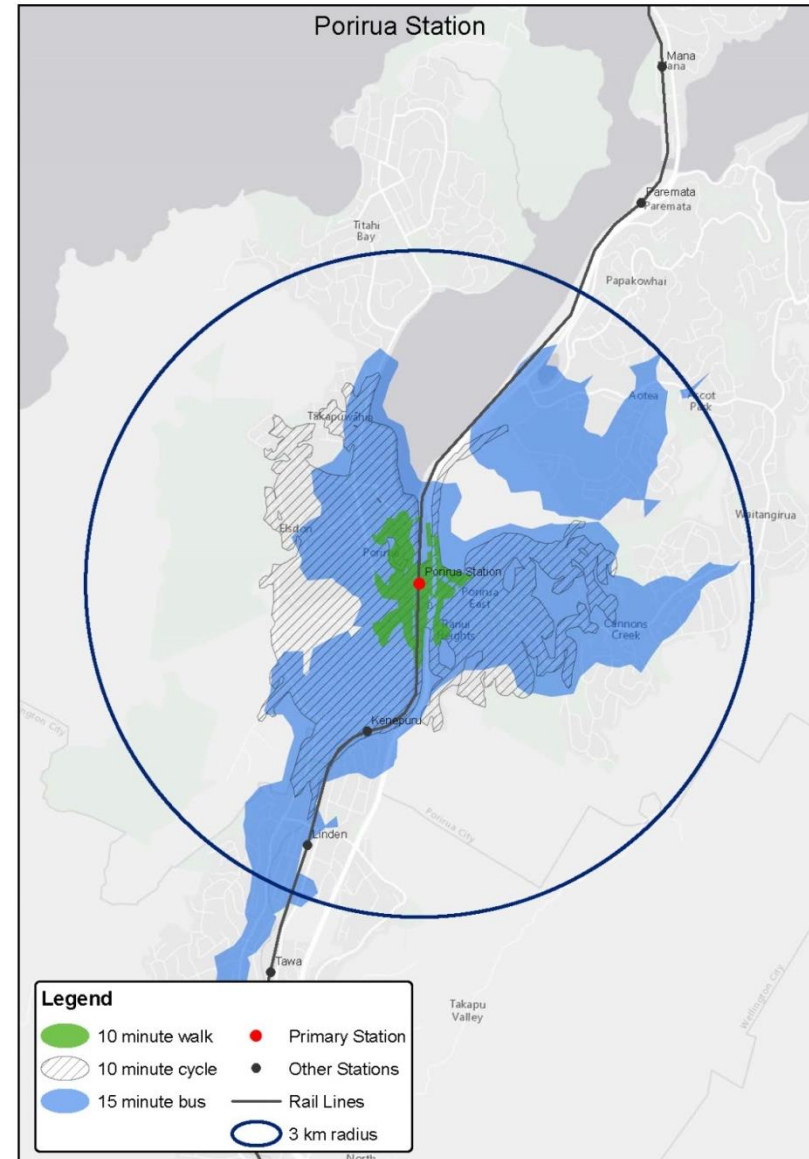 Porirua Station
Mana
Paremata
Paremata
Titahi
Bay
Papakowhai
Aotea
Ascot
Park
Takapuwahia
Waitangirua
Elsdon
Porirua
Porirua Station
Porirua
East
Ranui
Heights
Cannons
Creek
Kenepuru
Porirua City
Linden
Tawa
Takapu
Valley
Wellington City
North
Legend
10 minute walk
10 minute cycle
15 minute bus
Primary Station
Other Stations
Rail Lines
3 km radius